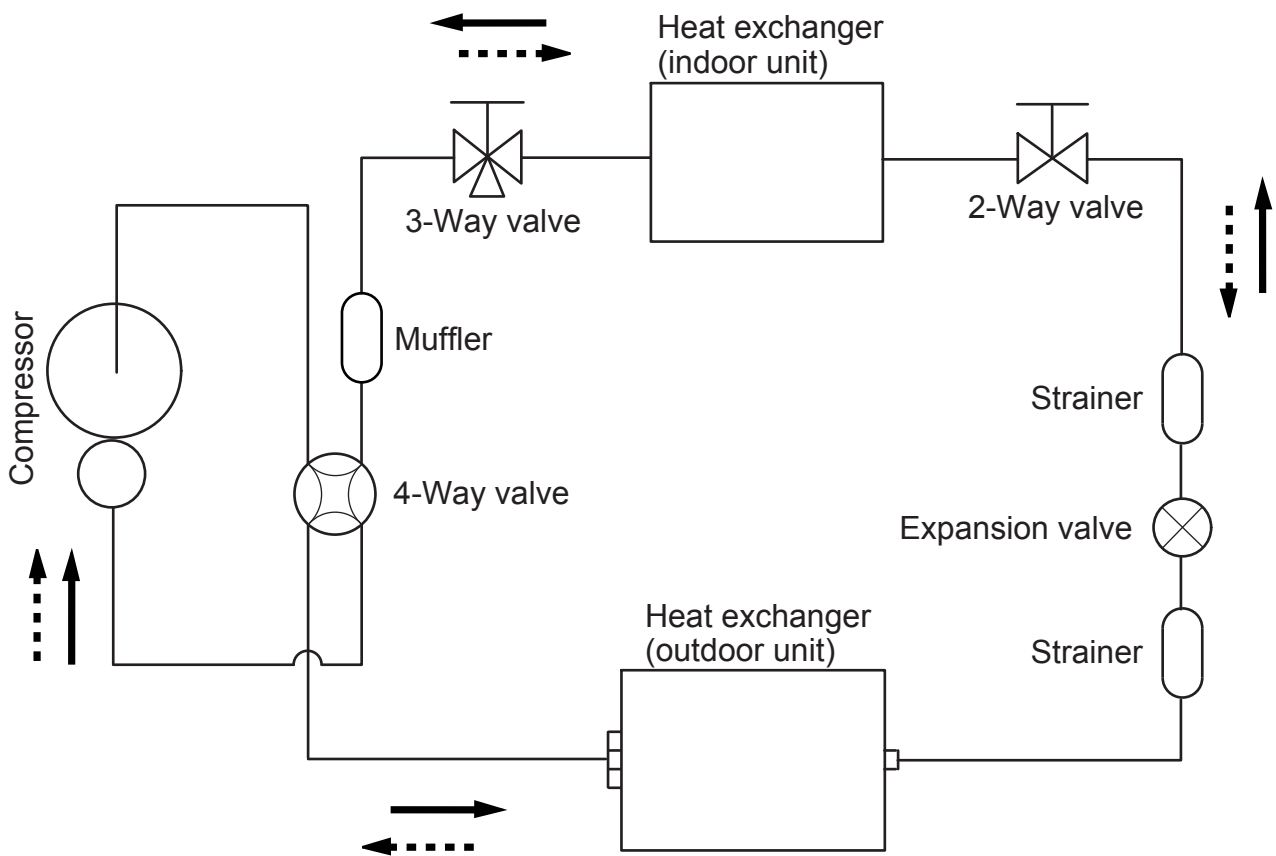 Heat exchanger
(indoor unit)
3-Way valve
2-Way valve
Compressor
Muffler
Strainer
4-Way valve
Expansion valve
Heat exchanger
(outdoor unit)
Strainer